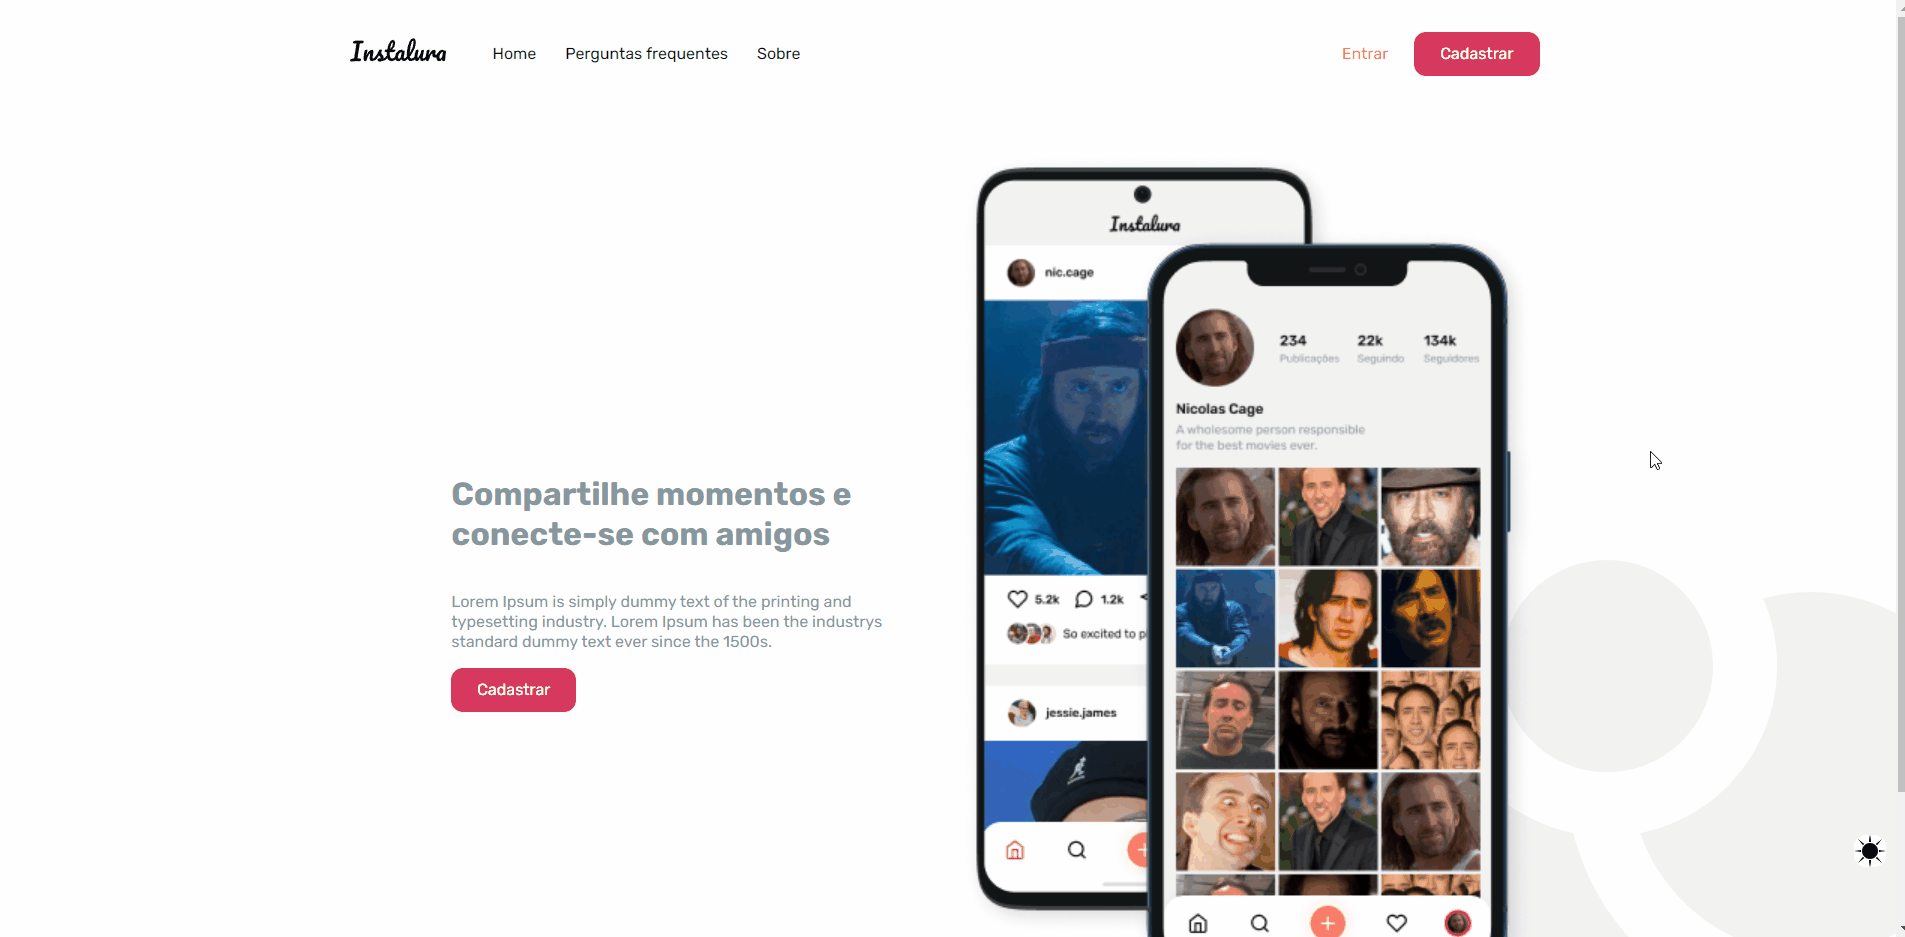 Instalura
Home
Perguntas frequentes
Sobre
Entrar
Cadastrar
Compartilhe momentos e
conecte-se com amigos
Lorem Ipsum is simply dummy text of the printing and
typesetting industry. Lorem Ipsum has been the industrys
standard dummy text ever since the 1500s.
Cadastrar
Instalura
nic.cage
5.2k
1.2k
So excited to p
jessie.james
234
22k
134k
Publicações
Seguindo
Seguidores
Nicolas Cage
A wholesome person responsible
for the best movies ever.